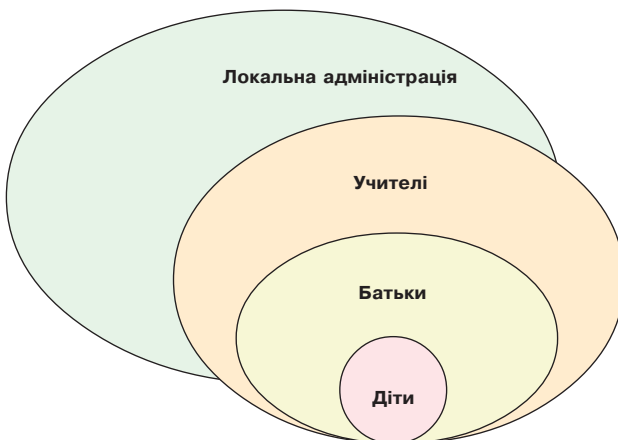 Локальна адміністрація
Учителі
Батьки
Діти